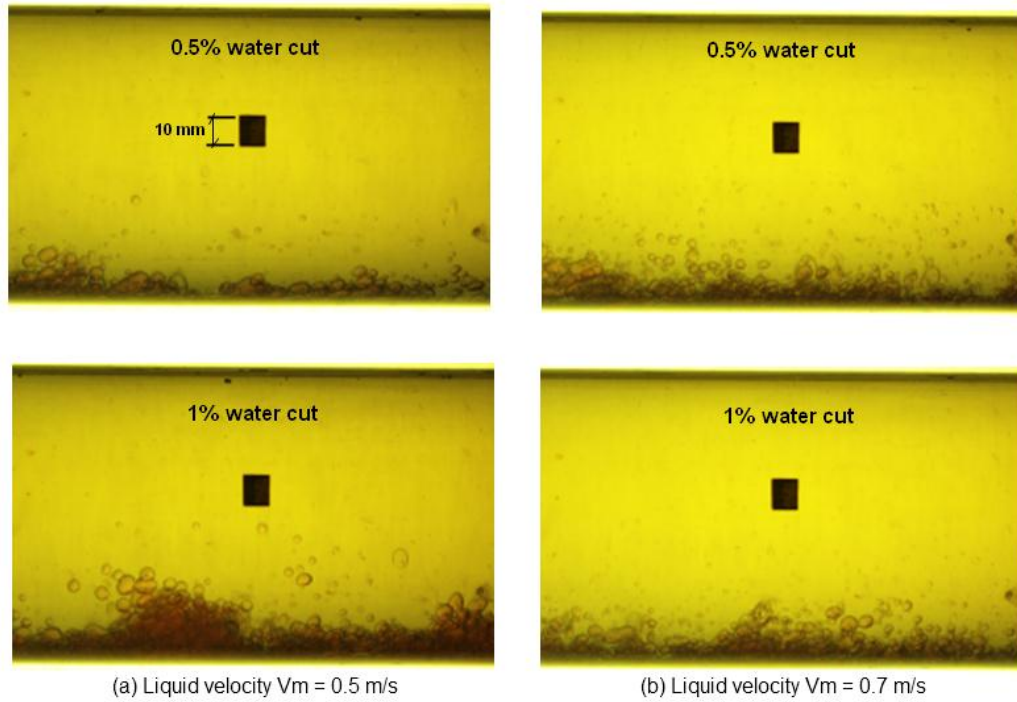 0.5% water cut
10 mm
0.5% water cut
1% water cut
1% water cut
(a) Liquid velocity Vm = 0.5 m/s
(b) Liquid velocity Vm = 0.7 m/s